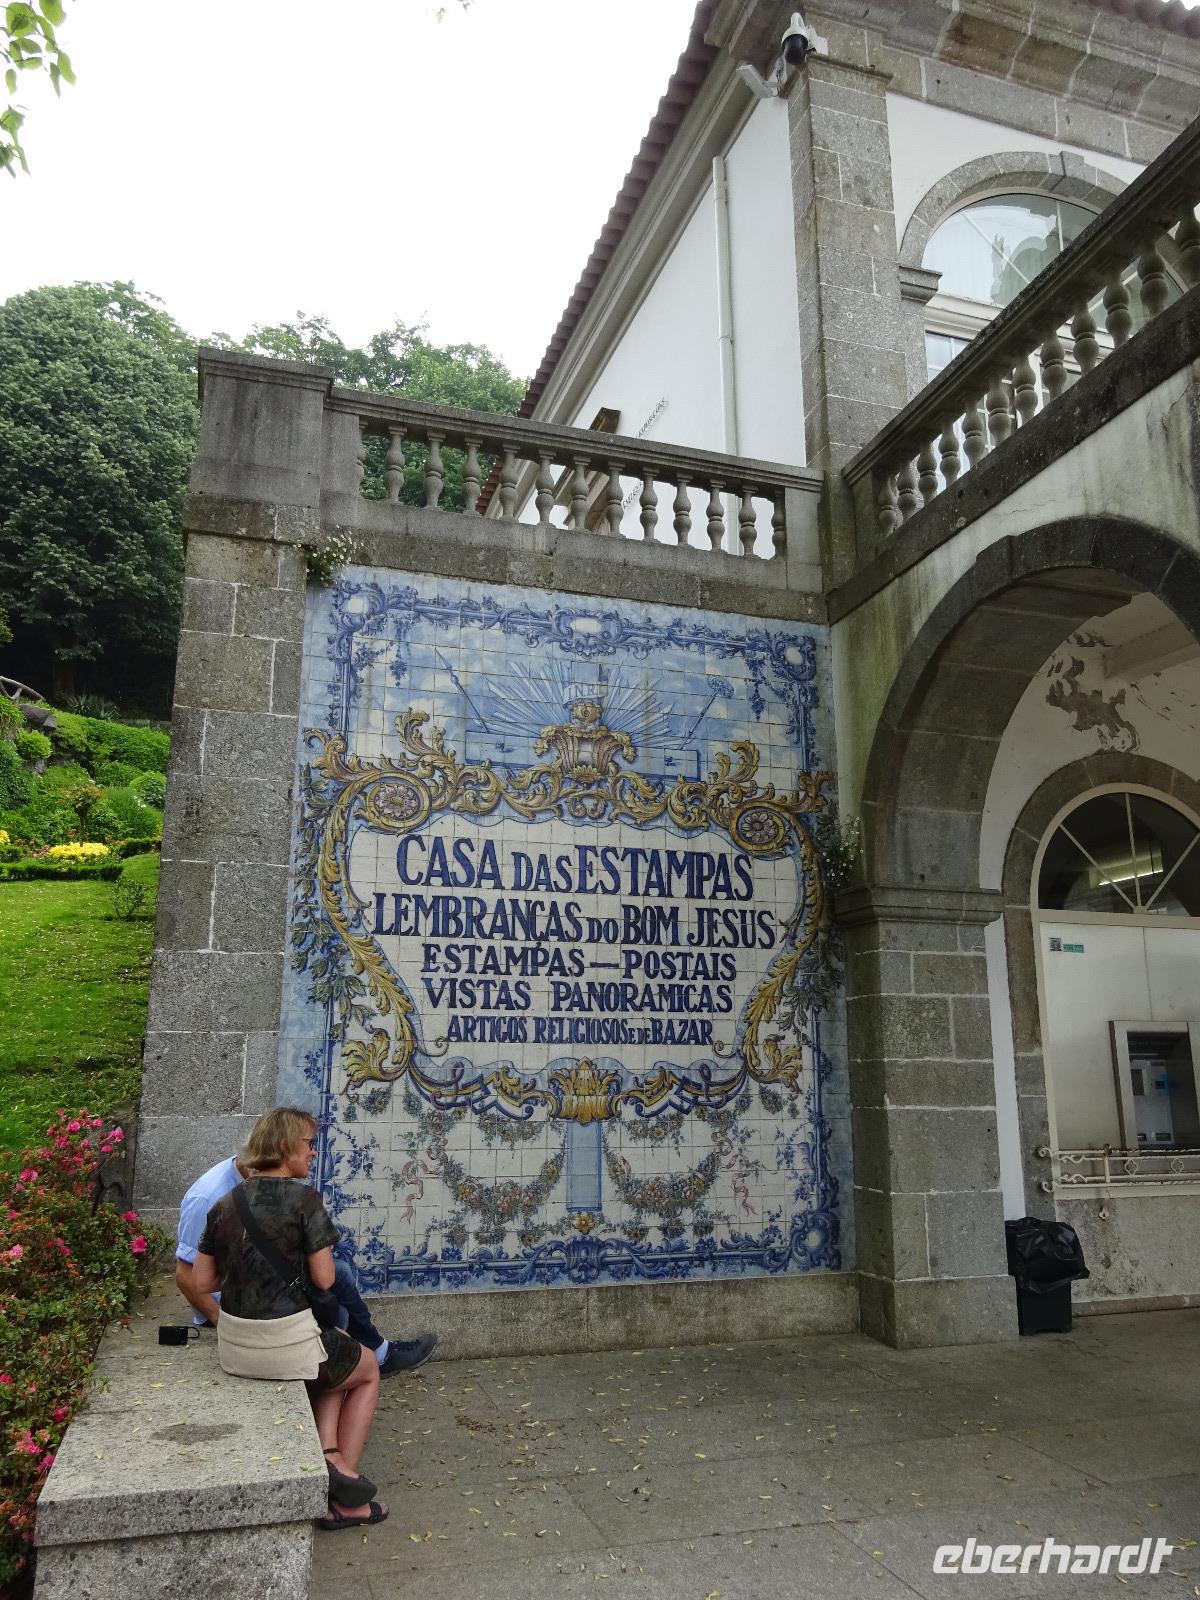 INRI
CASA DAS ESTAMPAS
LEMBRANÇAS DO BOM JESUS
ESTAMPAS — POSTAIS
VISTAS PANORAMICAS
ARTIGOS RELIGIOSOS E DE BAZAR
eberhardt